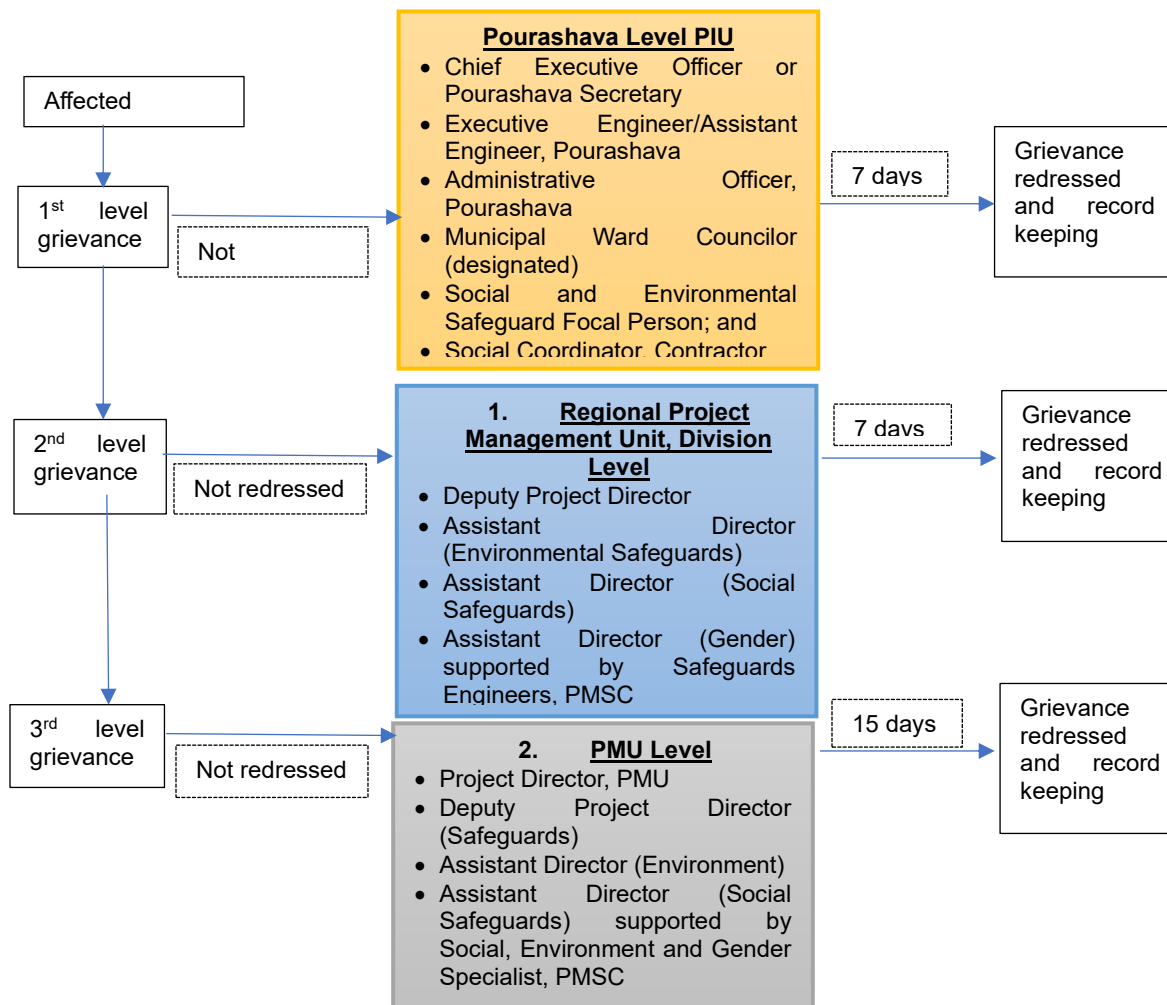 Affected
1st level
grievance
Not
Pourashava Level PIU
• Chief Executive Officer or
Pourashava Secretary
• Executive Engineer/Assistant
Engineer, Pourashava
• Administrative Officer,
Pourashava
• Municipal Ward Councilor
(designated)
• Social and Environmental
Safeguard Focal Person; and
• Social Coordinator, Contractor
7 days
Grievance
redressed
and record
keeping
2nd level
grievance
Not redressed
1. Regional Project
Management Unit, Division
Level
• Deputy Project Director
• Assistant Director
(Environmental Safeguards)
• Assistant Director (Social
Safeguards)
• Assistant Director (Gender)
supported by Safeguards
Engineers, PMSC
7 days
Grievance
redressed
and record
keeping
3rd level
grievance
Not redressed
2. PMU Level
• Project Director, PMU
• Deputy Project Director
(Safeguards)
• Assistant Director (Environment)
• Assistant Director (Social
Safeguards) supported by
Social, Environment and Gender
Specialist, PMSC
15 days
Grievance
redressed
and record
keeping